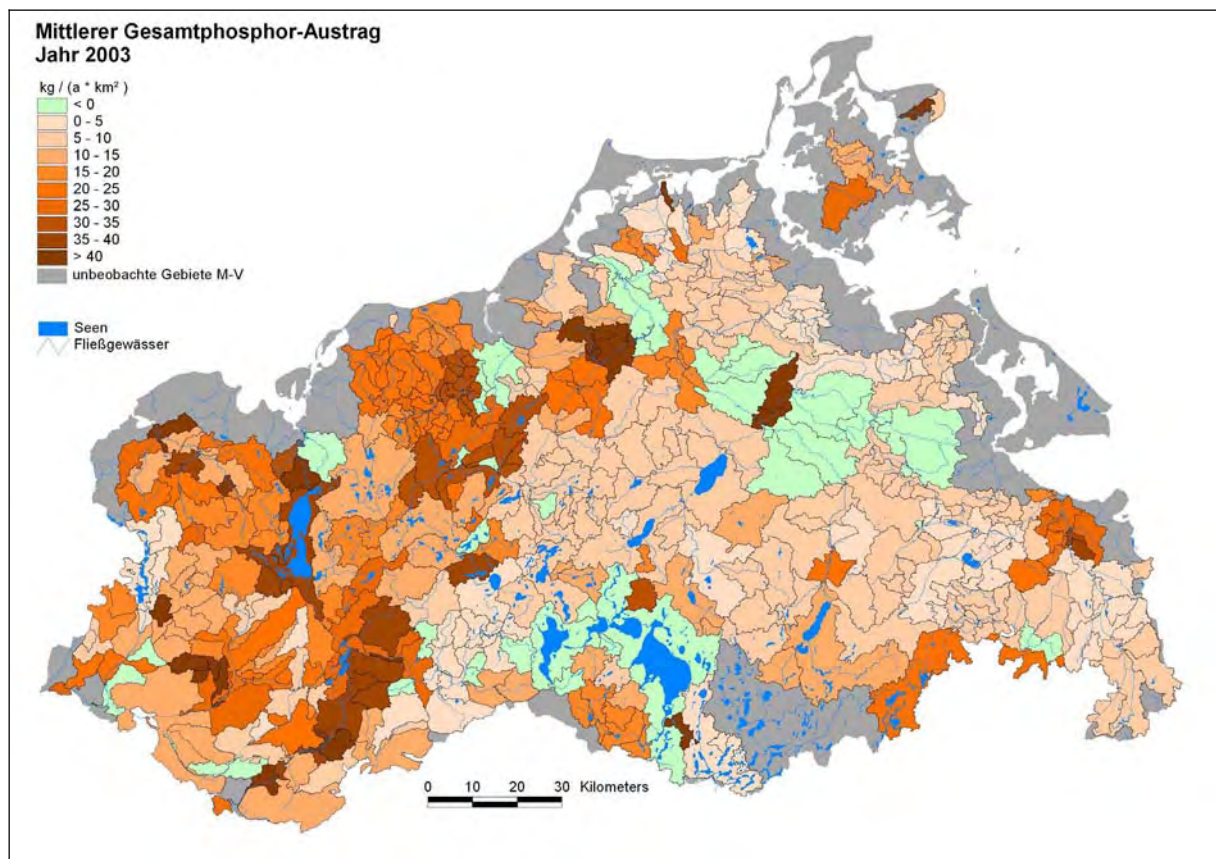 Mittlerer Gesamtphosphor-Austrag
Jahr 2003
kg / (a * km²)
< 0
0 - 5
5 - 10
10 - 15
15 - 20
20 - 25
25 - 30
30 - 35
35 - 40
> 40
unbeobachte Gebiete M-V
Seen
Fließgewässer
0 10 20 30 Kilometers